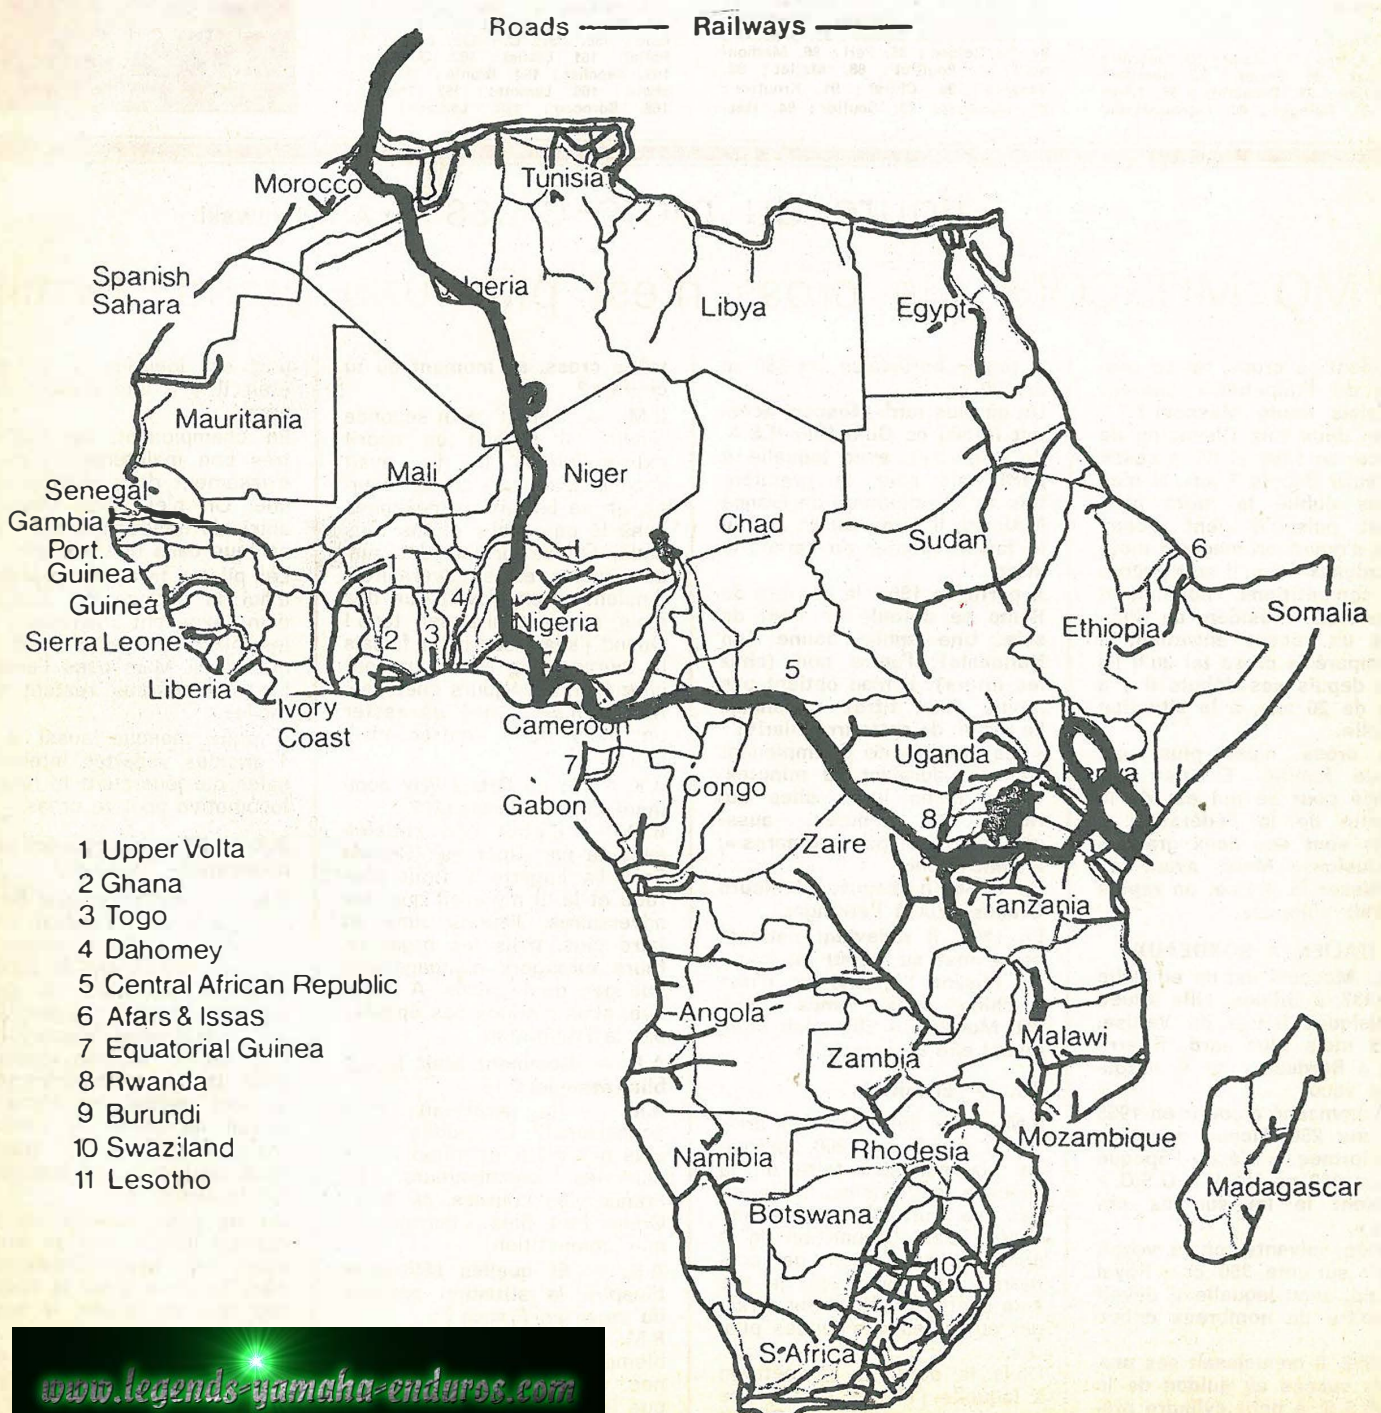 Roads Railways
Morocco
Tunisia
Algeria
Libya
Egypt
Spanish
Sahara
Mauritania
Mali
Niger
Chad
Sudan
Senegal
Gambia
Port.
Guinea
Guinea
Sierra Leone
Liberia
Ivory
Coast
1
2
3
4
Nigeria
5
6
Ethiopia
Somalia
Cameroon
7
Gabon
Congo
Uganda
Kenya
8
9
Zaire
Tanzania
1 Upper Volta
2 Ghana
3 Togo
4 Dahomey
5 Central African Republic
6 Afars & Issas
7 Equatorial Guinea
8 Rwanda
9 Burundi
10 Swaziland
11 Lesotho
Angola
Zambia
Malawi
Mozambique
Rhodesia
Namibia
Botswana
Madagascar
10
11
S.Africa
www.legends-yamaha-enduros.com